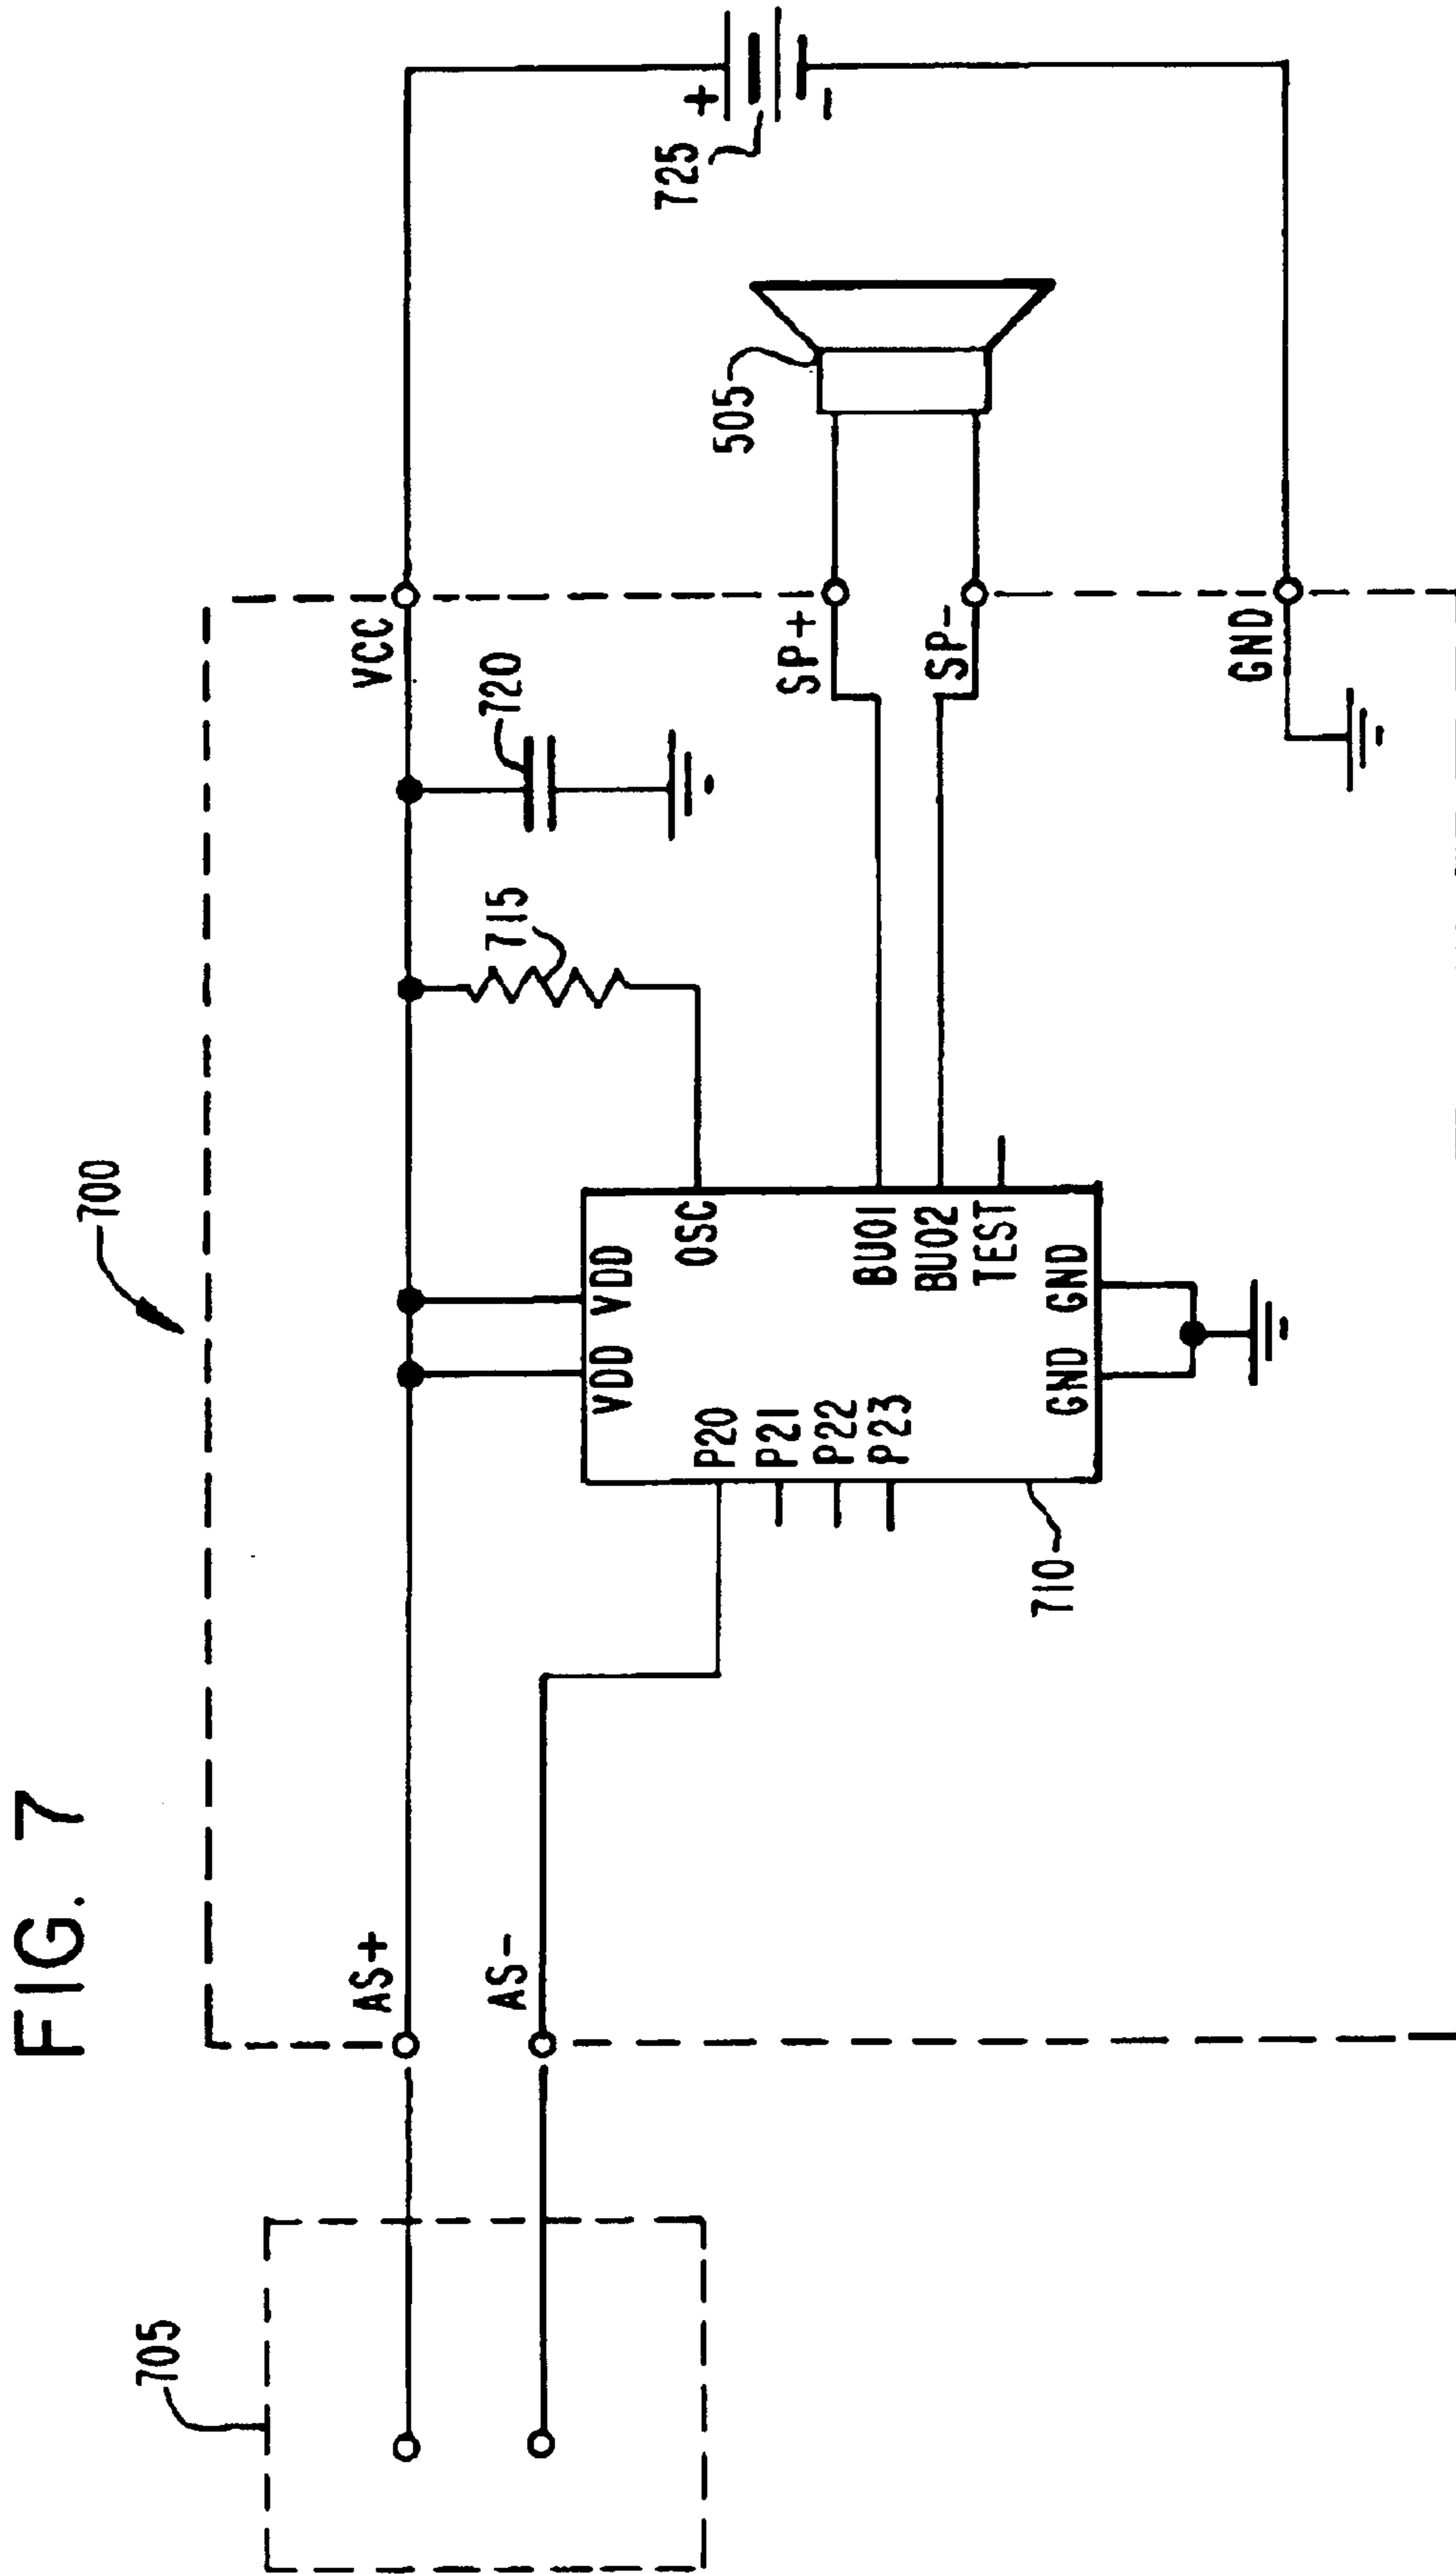 FIG. 7
700
705
AS+
AS-
VCC
720
715
SP+
SP-
GND
725
+
-
505
VDD VDD
P20
P21
P22
P23
OSC
BU01
BU02
TEST
GND GND
710